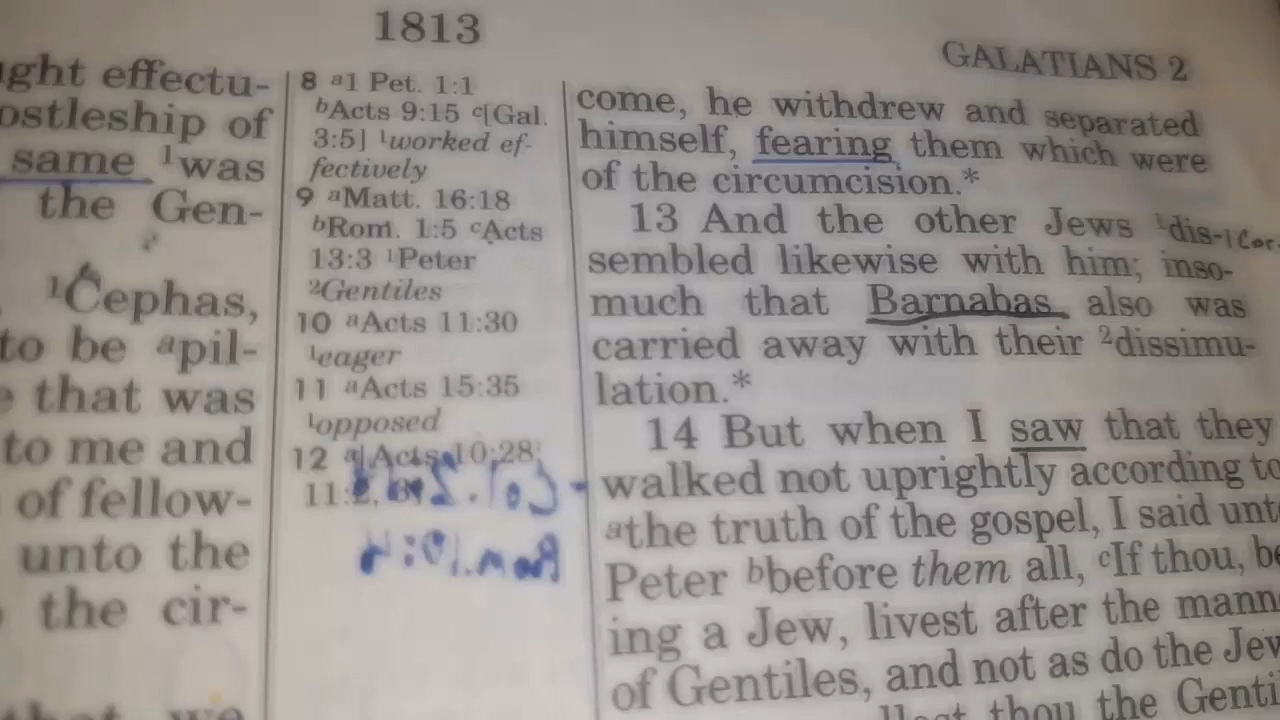 1813
GALATIANS 2
ght effectu-
ostleship of
same ¹was
the Gen-
¹Cephas,
to be ᵃpil-
that was
to me and
of fellow-
unto the
the cir-
8 ᵃ1 Pet. 1:1
ᵇActs 9:15 ᶜ[Gal.
3:5] ¹worked ef-
fectively
9 ᵃMatt. 16:18
ᵇRom. 1:5 ᶜActs
13:3 ¹Peter
²Gentiles
10 ᵃActs 11:30
¹eager
11 ᵃActs 15:35
¹opposed
12 ᵃ[Acts 10:28;
come, he withdrew and separated
himself, fearing them which were
of the circumcision.*
13 And the other Jews ¹dis-
sembled likewise with him; inso-
much that Barnabas also was
carried away with their ²dissimu-
lation.*
14 But when I saw that they
walked not uprightly according to
ᵃthe truth of the gospel, I said unt
Peter ᵇbefore them all, ᶜIf thou, be
ing a Jew, livest after the mann
of Gentiles, and not as do the Jew
thou the Genti